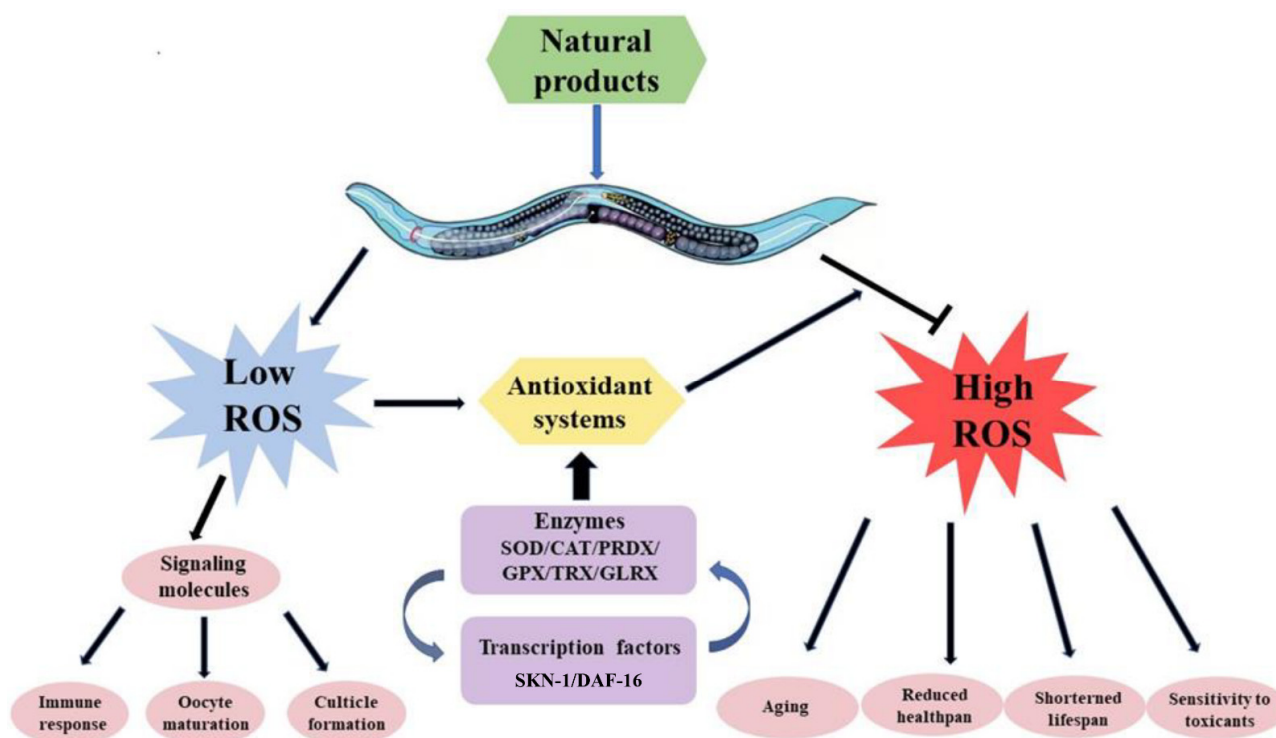 Natural
products
Low
ROS
Antioxidant
systems
High
ROS
Enzymes
SOD/CAT/PRDX/
GPX/TRX/GLRX
Signaling
molecules
Transcription factors
SKN-1/DAF-16
Immune
response
Oocyte
maturation
Culticle
formation
Aging
Reduced
healthpan
Shorterned
lifespan
Sensitivity to
toxicants